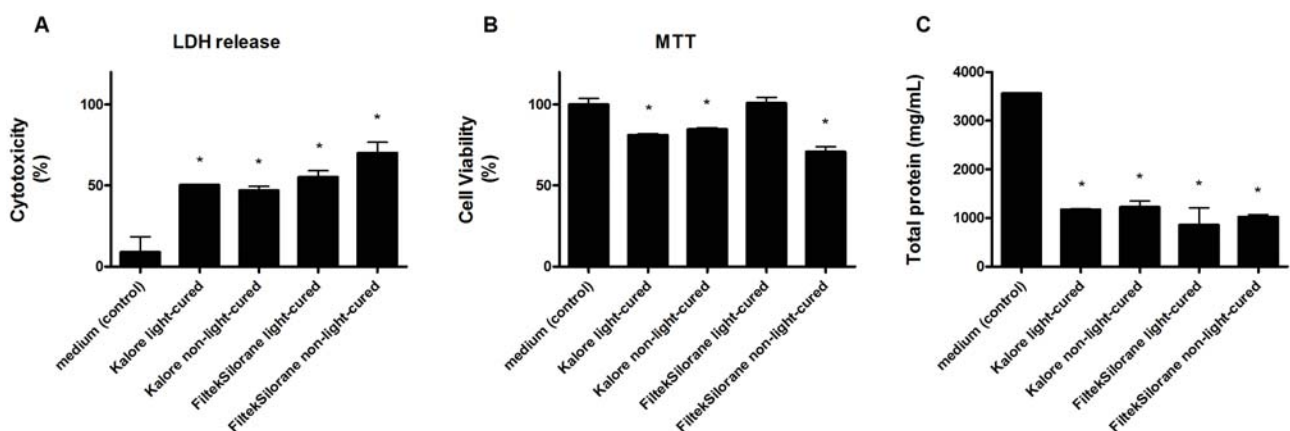 A
LDH release
Cytotoxicity
(%)
100
50
0
*
*
*
*
medium (control)
Kalore light-cured
Kalore non-light-cured
FiltekSilorane light-cured
FiltekSilorane non-light-cured
B
MTT
Cell Viability
(%)
100
50
0
*
*
*
medium (control)
Kalore light-cured
Kalore non-light-cured
FiltekSilorane light-cured
FiltekSilorane non-light-cured
C
Total protein (mg/mL)
4000
3000
2000
1000
0
*
*
*
*
medium (control)
Kalore light-cured
Kalore non-light-cured
FiltekSilorane light-cured
FiltekSilorane non-light-cured